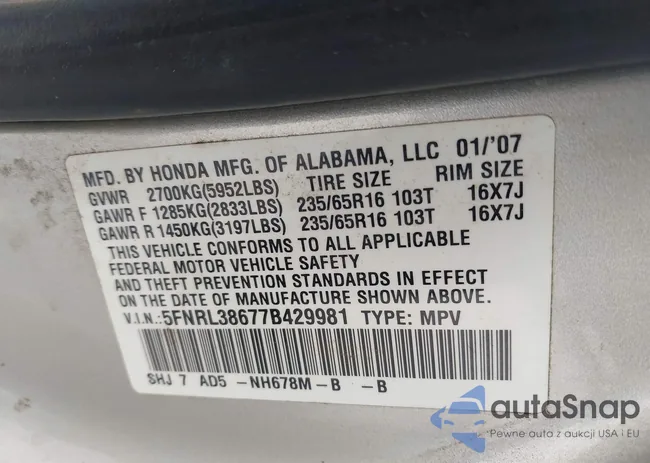 MFD. BY HONDA MFG. OF ALABAMA, LLC 01/'07
GVWR 2700KG(5952LBS) TIRE SIZE RIM SIZE
GAWR F 1285KG(2833LBS) 235/65R16 103T 16X7J
GAWR R 1450KG(3197LBS) 235/65R16 103T 16X7J
THIS VEHICLE CONFORMS TO ALL APPLICABLE
FEDERAL MOTOR VEHICLE SAFETY
AND THEFT PREVENTION STANDARDS IN EFFECT
ON THE DATE OF MANUFACTURE SHOWN ABOVE.
V.I.N.:5FNRL38677B429981 TYPE: MPV
SHJ 7 AD5 -NH678M-B -B
autoSnap
Pewne auta z aukcji USA i EU